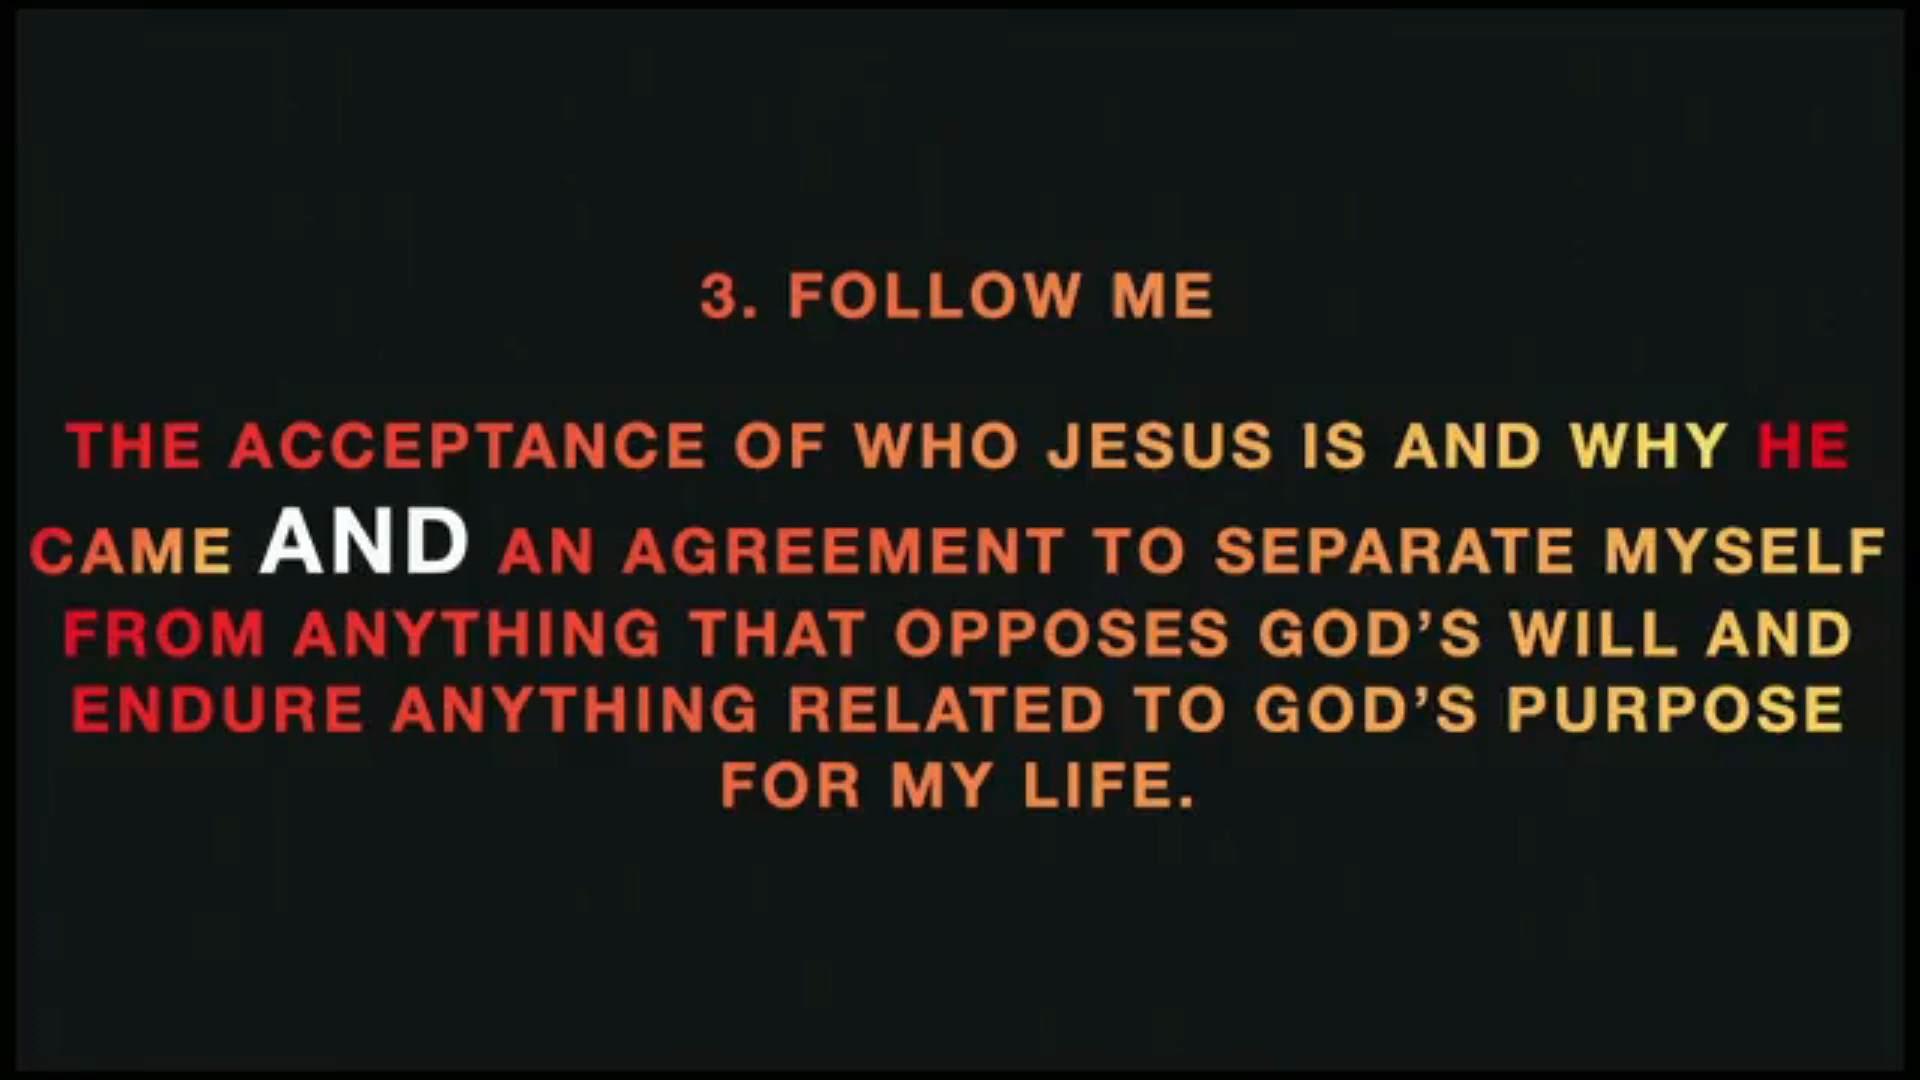 3. FOLLOW ME
THE ACCEPTANCE OF WHO JESUS IS AND WHY HE
CAME AND AN AGREEMENT TO SEPARATE MYSELF
FROM ANYTHING THAT OPPOSES GOD’S WILL AND
ENDURE ANYTHING RELATED TO GOD’S PURPOSE
FOR MY LIFE.